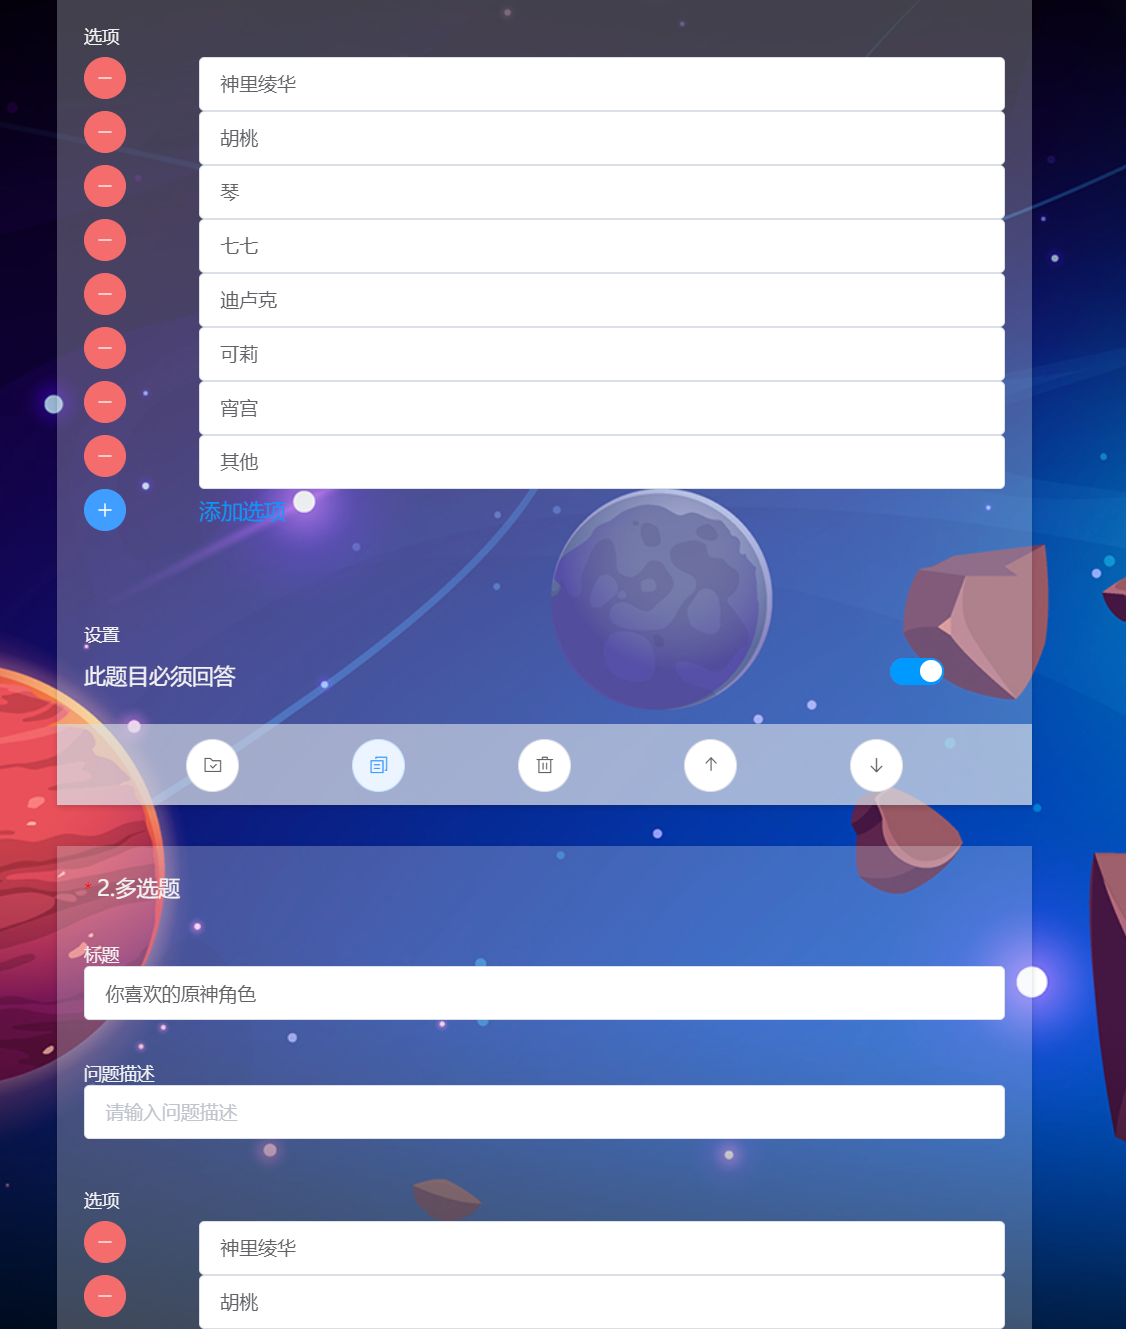 选项
神里绫华
胡桃
琴
七七
迪卢克
可莉
宵宫
其他
添加选项
设置
此题目必须回答
* 2.多选题
标题
你喜欢的原神角色
问题描述
请输入问题描述
选项
神里绫华
胡桃